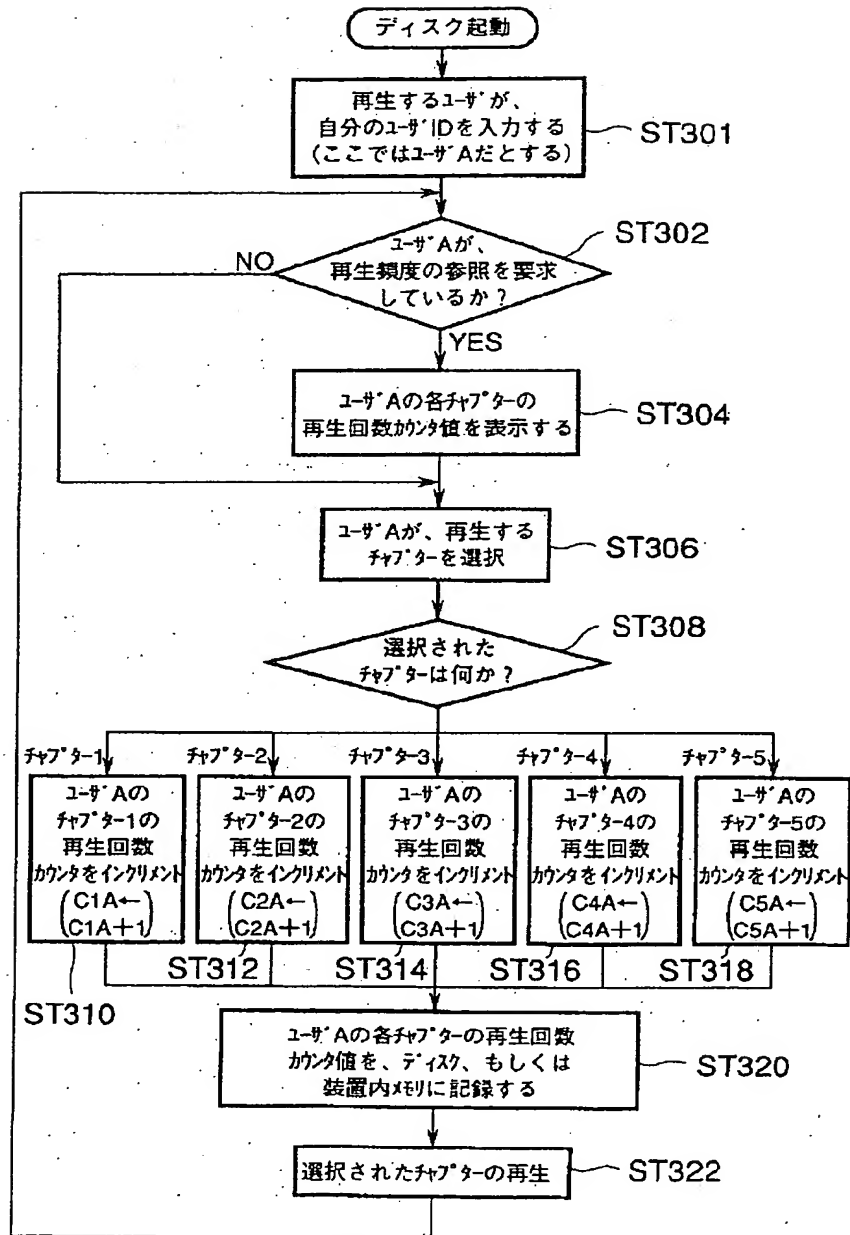 ディスク起動
再生するユーザが、
自分のユーザIDを入力する
(ここではユーザAだとする)
ST301
ユーザAが、
再生頻度の参照を要求
しているか?
ST302
NO
YES
ユーザAの各チャプターの
再生回数カウンタ値を表示する
ST304
ユーザAが、再生する
チャプターを選択
ST306
選択された
チャプターは何か?
ST308
チャプター1
チャプター2
チャプター3
チャプター4
チャプター5
ユーザAの
チャプター1の
再生回数
カウンタをインクリメント
(C1A←
C1A+1)
ST310
ユーザAの
チャプター2の
再生回数
カウンタをインクリメント
(C2A←
C2A+1)
ST312
ユーザAの
チャプター3の
再生回数
カウンタをインクリメント
(C3A←
C3A+1)
ST314
ユーザAの
チャプター4の
再生回数
カウンタをインクリメント
(C4A←
C4A+1)
ST316
ユーザAの
チャプター5の
再生回数
カウンタをインクリメント
(C5A←
C5A+1)
ST318
ユーザAの各チャプターの再生回数
カウンタ値を、ディスク、もしくは
装置内メモリに記録する
ST320
選択されたチャプターの再生
ST322